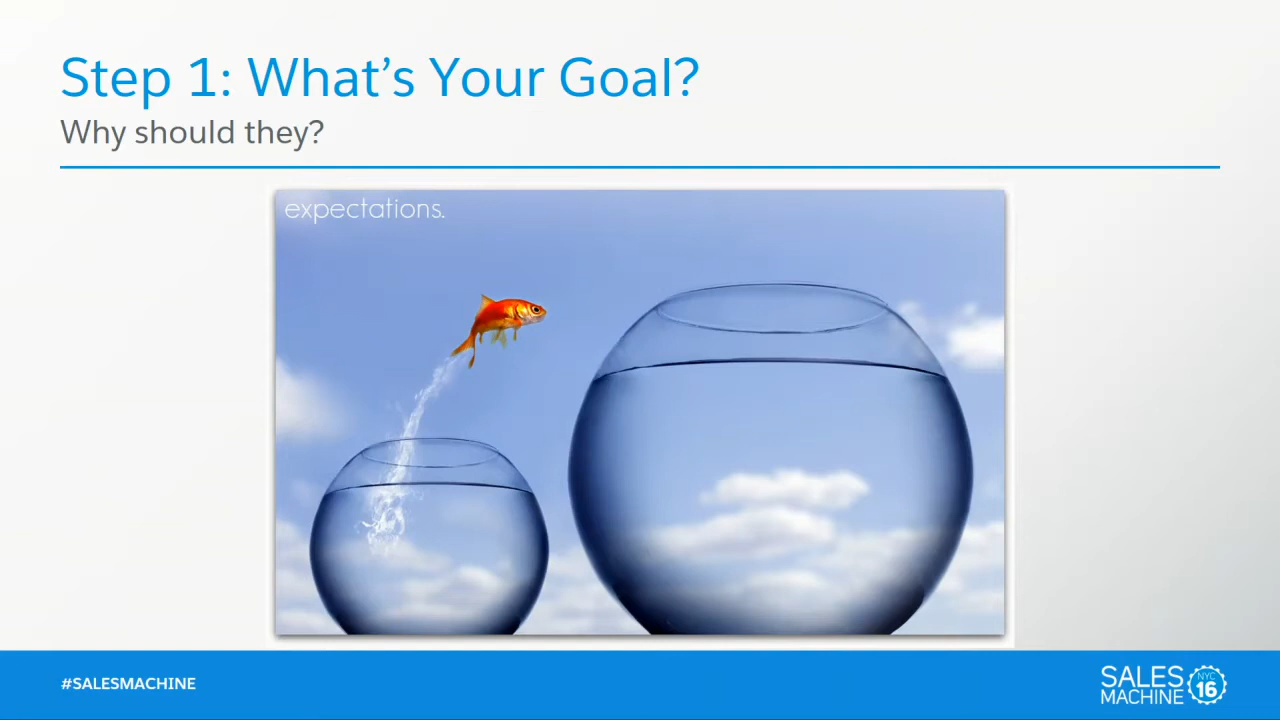 Step 1: What’s Your Goal?
Why should they?
expectations.
#SALESMACHINE
SALES
MACHINE
NYC
16